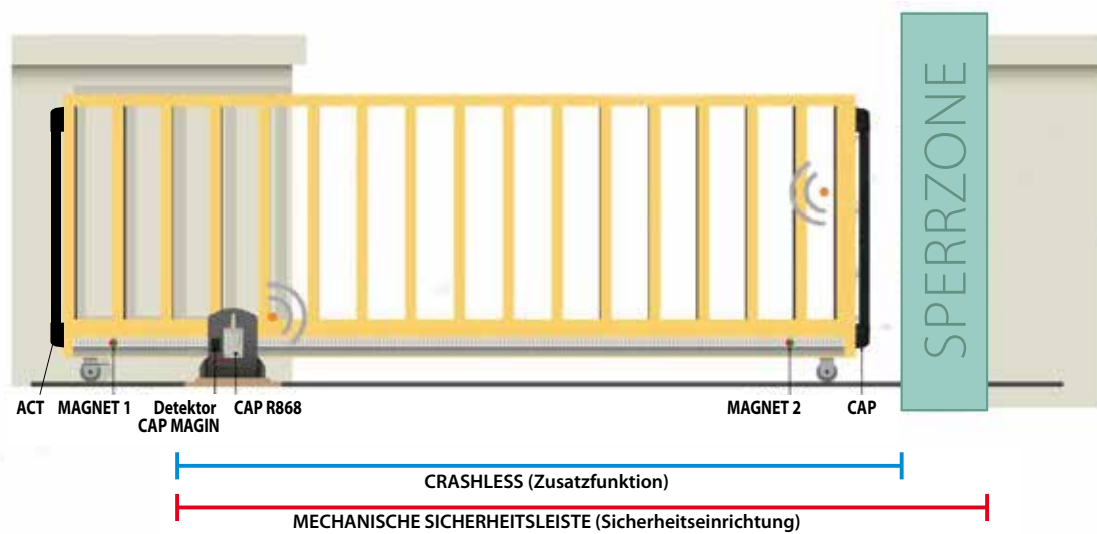 SPERRZONE
ACT
MAGNET 1
Detektor
CAP MAGIN
CAP R868
MAGNET 2
CAP
CRASHLESS (Zusatzfunktion)
MECHANISCHE SICHERHEITSLEISTE (Sicherheitseinrichtung)